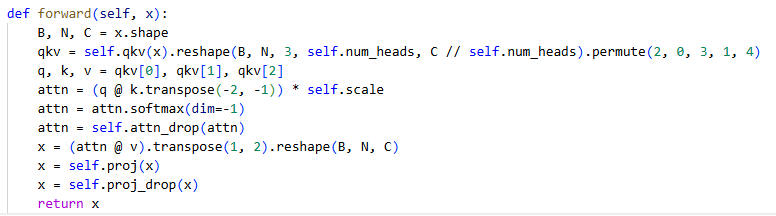 def forward(self, x):
    B, N, C = x.shape
    qkv = self.qkv(x).reshape(B, N, 3, self.num_heads, C // self.num_heads).permute(2, 0, 3, 1, 4)
    q, k, v = qkv[0], qkv[1], qkv[2]
    attn = (q @ k.transpose(-2, -1)) * self.scale
    attn = attn.softmax(dim=-1)
    attn = self.attn_drop(attn)
    x = (attn @ v).transpose(1, 2).reshape(B, N, C)
    x = self.proj(x)
    x = self.proj_drop(x)
    return x